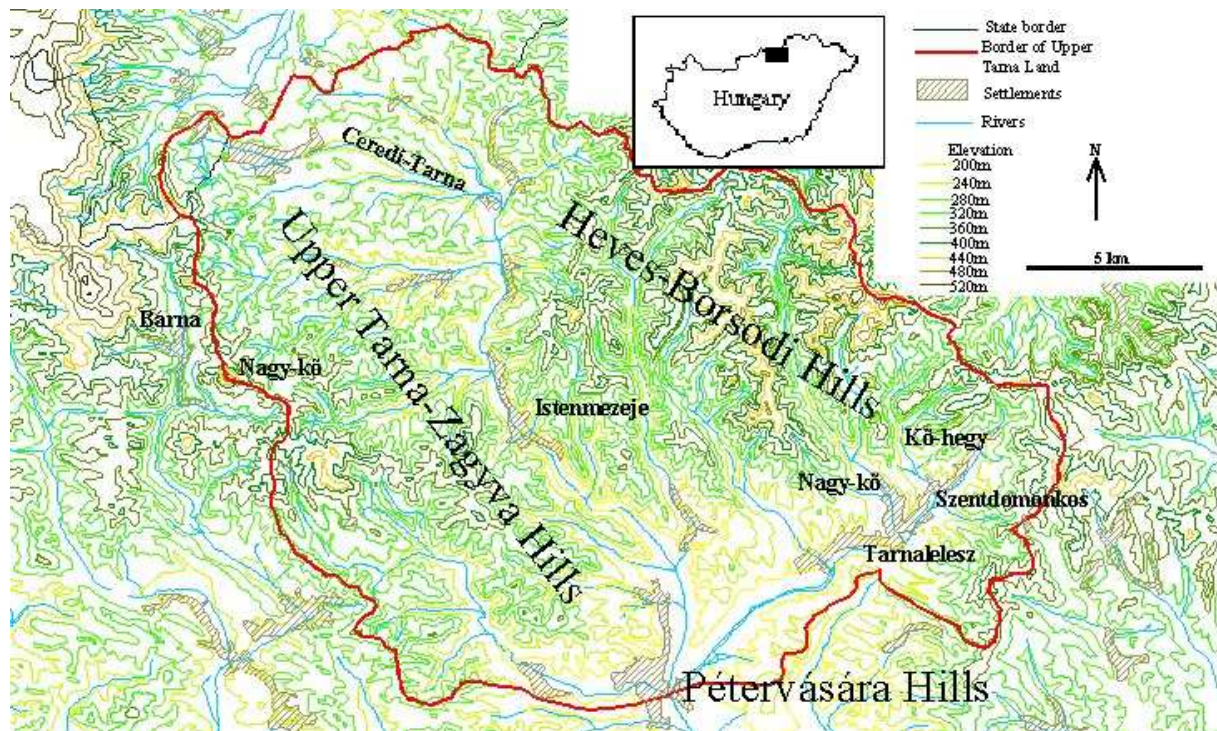 State border
Border of Upper
Tarna Land
Settlements
Rivers
Elevation
200m
240m
280m
320m
360m
400m
440m
480m
520m
N
5 km
Hungary
Ceredi-Tarna
Upper Tarna-Zagyva Hills
Heves-Borsodi Hills
Barna
Nagy-kő
Istenmezeje
Kő-hegy
Nagy-kő
Szentdomonkos
Tarnalelesz
Pétervására Hills